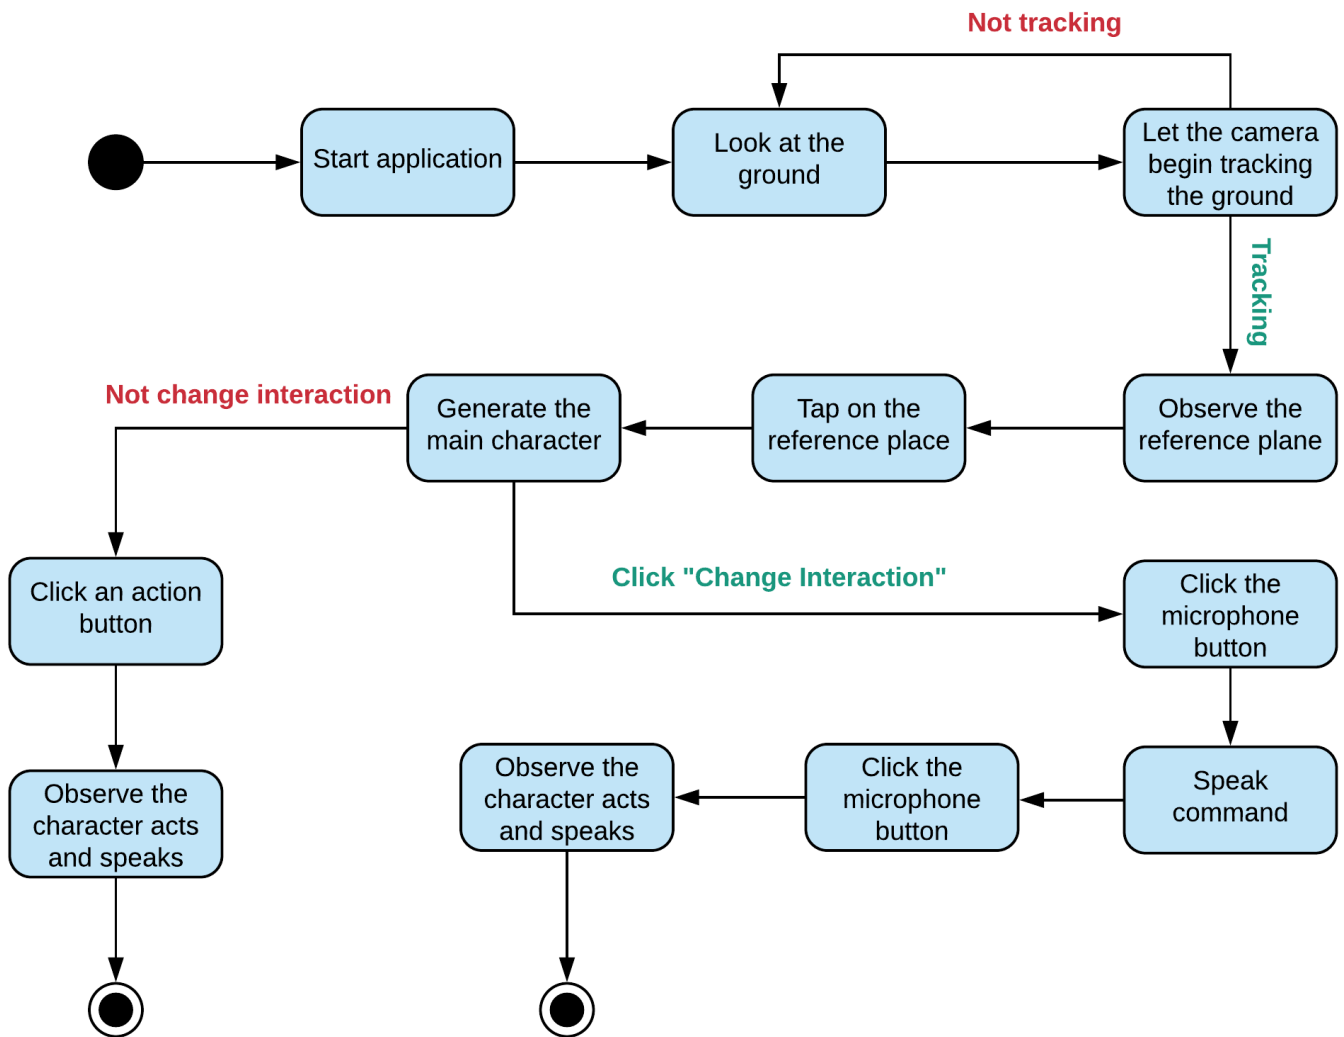 Not tracking
Start application
Look at the
ground
Let the camera
begin tracking
the ground
Tracking
Not change interaction
Generate the
main character
Tap on the
reference place
Observe the
reference plane
Click an action
button
Click "Change Interaction"
Click the
microphone
button
Observe the
character acts
and speaks
Observe the
character acts
and speaks
Click the
microphone
button
Speak
command